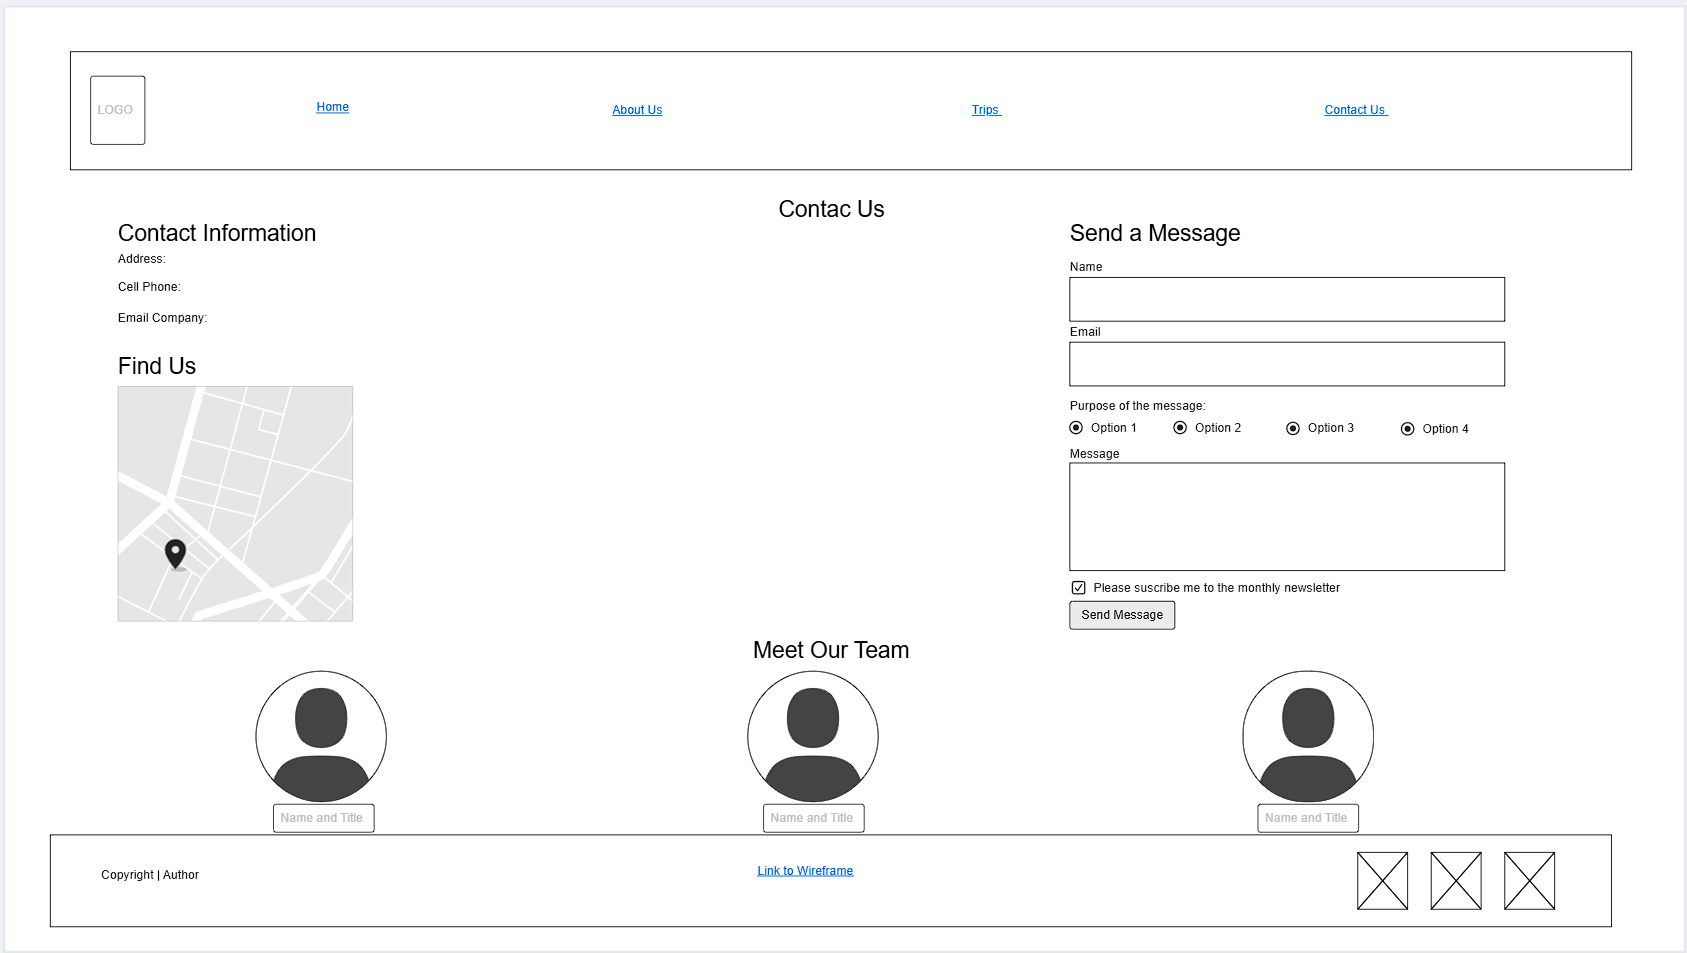 LOGO
Home
About Us
Trips
Contact Us
Contac Us
Contact Information
Address:
Cell Phone:
Email Company:
Find Us
Send a Message
Name
Email
Purpose of the message:
Option 1
Option 2
Option 3
Option 4
Message
Please suscribe me to the monthly newsletter
Send Message
Meet Our Team
Name and Title
Name and Title
Name and Title
Copyright | Author
Link to Wireframe